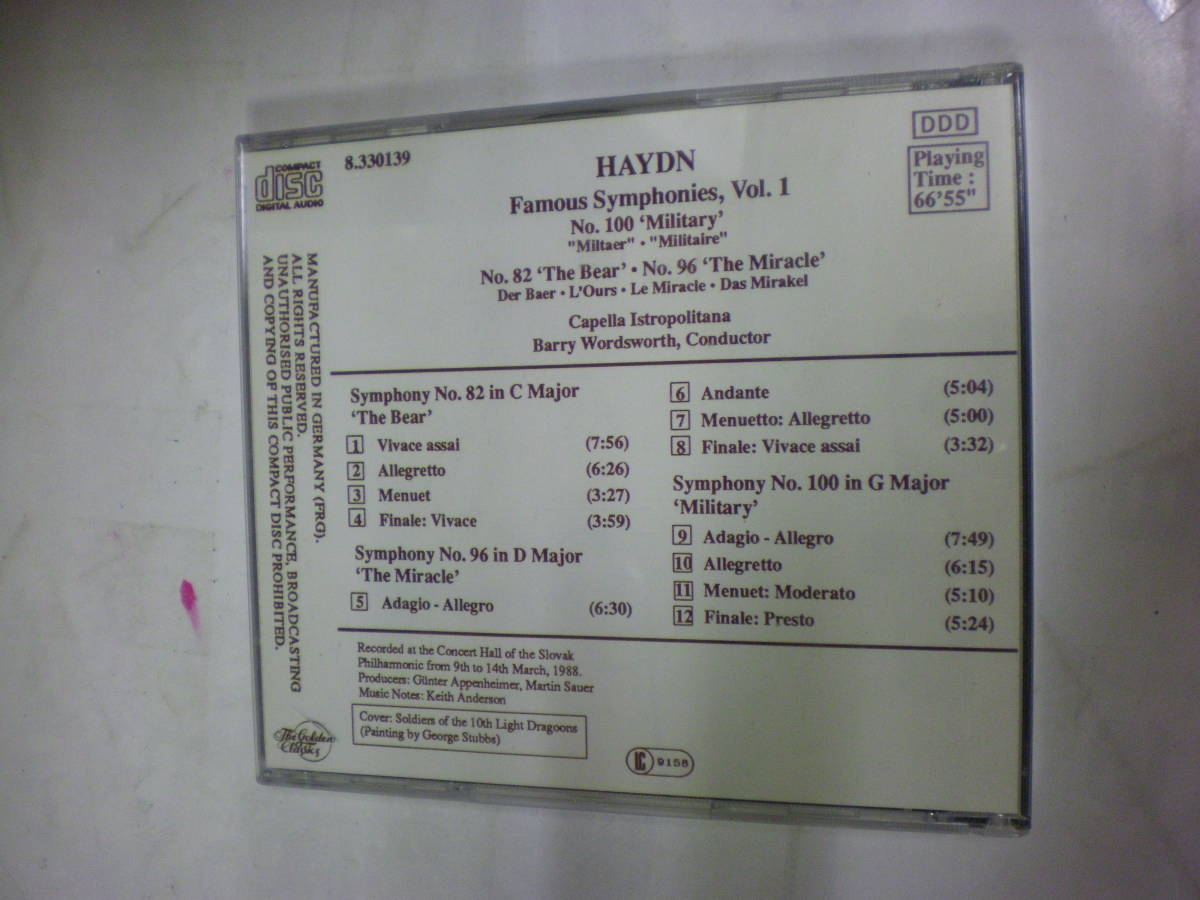 COMPACT
disc
DIGITAL AUDIO
8.330139
DDD
Playing
Time :
66'55"
HAYDN
Famous Symphonies, Vol. 1
No. 100 'Military'
"Miltaer" • "Militaire"
No. 82 'The Bear' • No. 96 'The Miracle'
Der Baer • L'Ours • Le Miracle • Das Mirakel
Capella Istropolitana
Barry Wordsworth, Conductor
MANUFACTURED IN GERMANY (FRG).
ALL RIGHTS RESERVED.
UNAUTHORISED PUBLIC PERFORMANCE, BROADCASTING
AND COPYING OF THIS COMPACT DISC PROHIBITED.
Symphony No. 82 in C Major
'The Bear'
1 Vivace assai (7:56)
2 Allegretto (6:26)
3 Menuet (3:27)
4 Finale: Vivace (3:59)
Symphony No. 96 in D Major
'The Miracle'
5 Adagio - Allegro (6:30)
6 Andante (5:04)
7 Menuetto: Allegretto (5:00)
8 Finale: Vivace assai (3:32)
Symphony No. 100 in G Major
'Military'
9 Adagio - Allegro (7:49)
10 Allegretto (6:15)
11 Menuet: Moderato (5:10)
12 Finale: Presto (5:24)
Recorded at the Concert Hall of the Slovak
Philharmonic from 9th to 14th March, 1988.
Producers: Günter Appenheimer, Martin Sauer
Music Notes: Keith Anderson
Cover: Soldiers of the 10th Light Dragoons
(Painting by George Stubbs)
The Golden
Classics
LC 9158